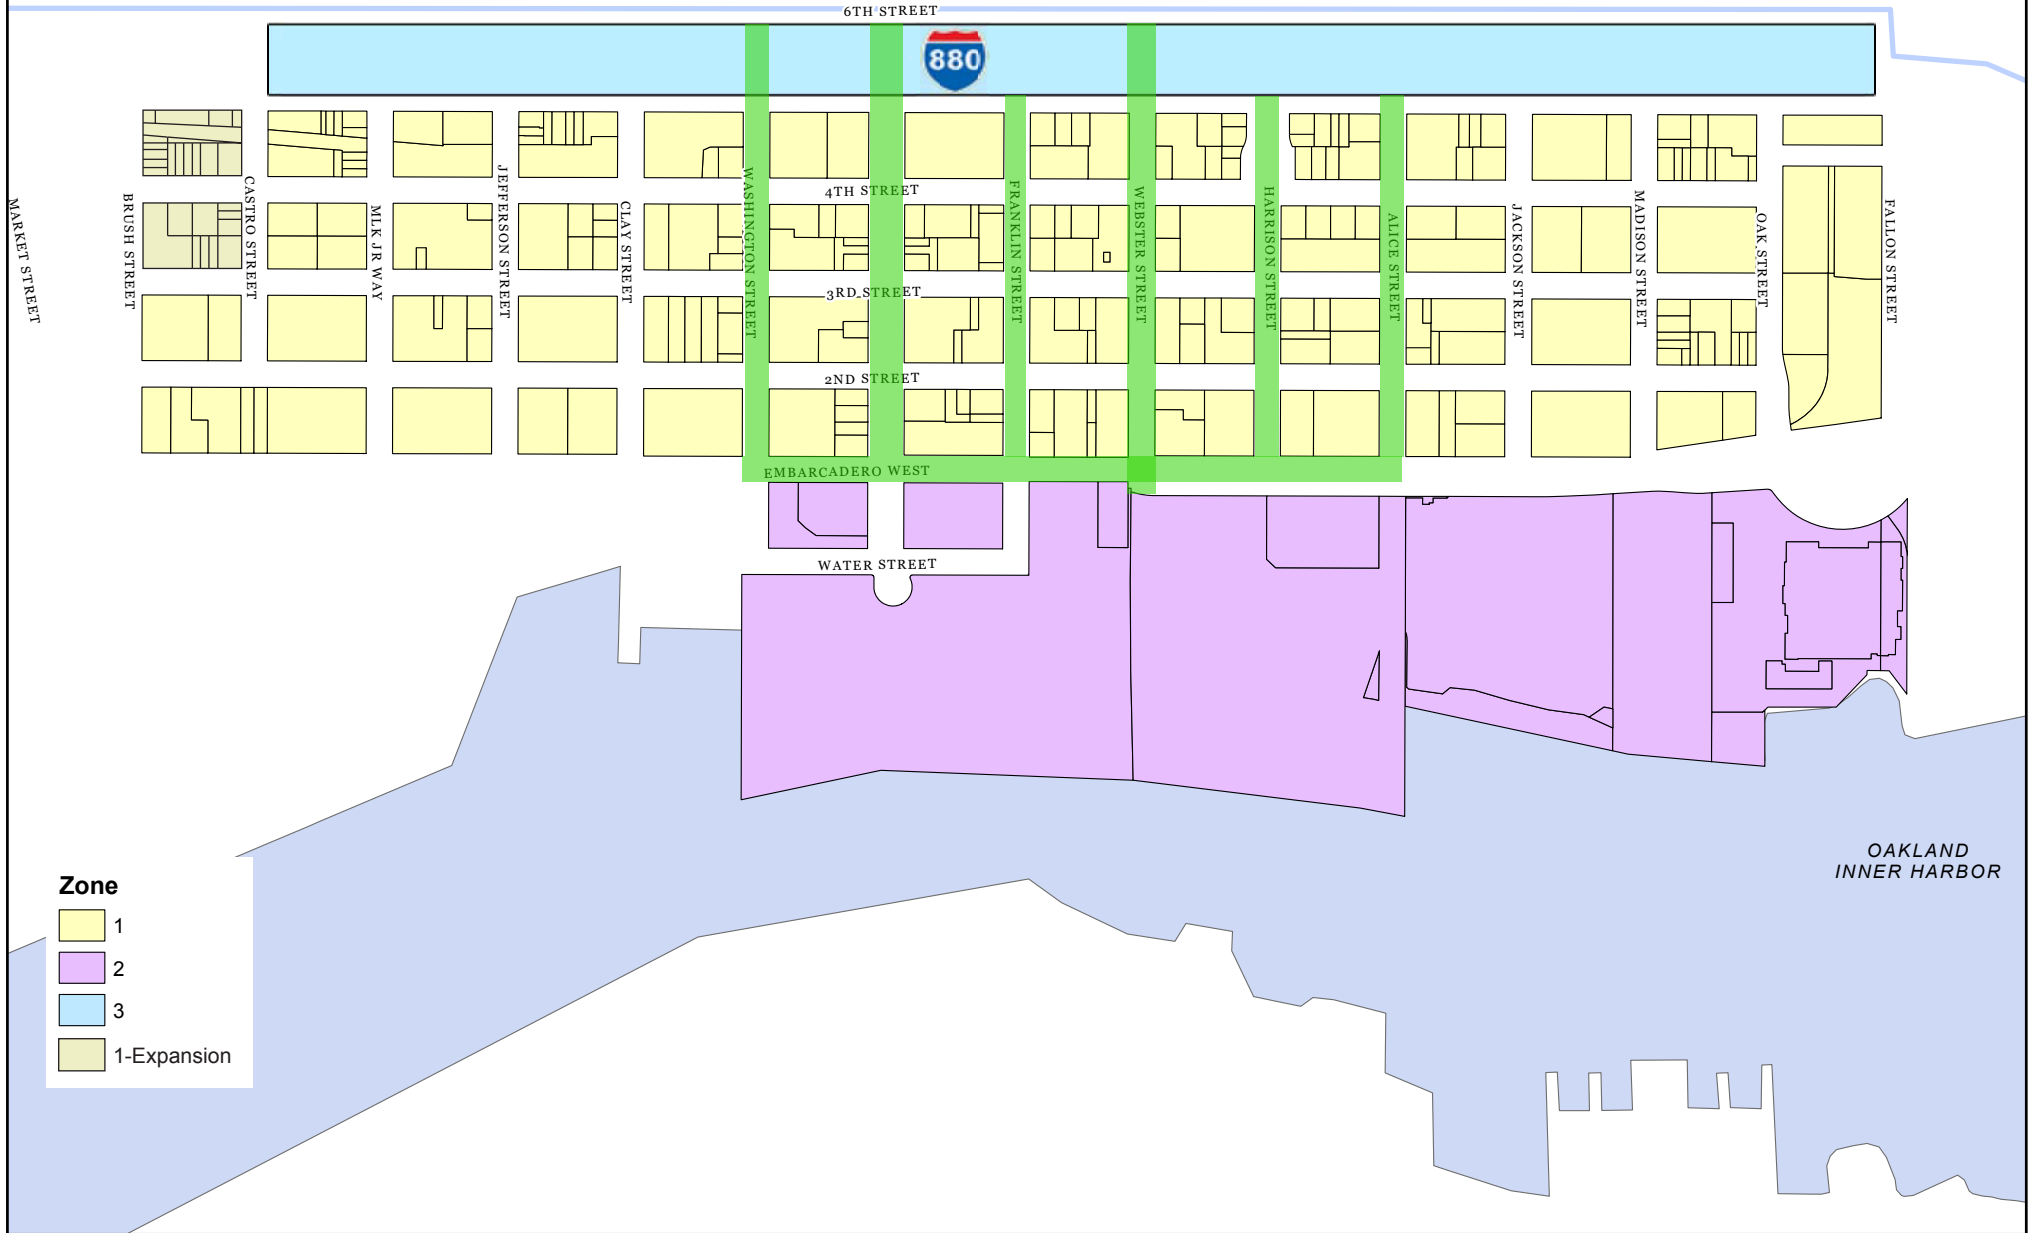 6TH STREET
880
4TH STREET
3RD STREET
2ND STREET
EMBARCADERO WEST
WATER STREET
MARKET STREET
BRUSH STREET
CASTRO STREET
MLK JR WAY
JEFFERSON STREET
CLAY STREET
WASHINGTON STREET
FRANKLIN STREET
WEBSTER STREET
HARRISON STREET
ALICE STREET
JACKSON STREET
MADISON STREET
OAK STREET
FALLON STREET
OAKLAND
INNER HARBOR
Zone
1
2
3
1-Expansion